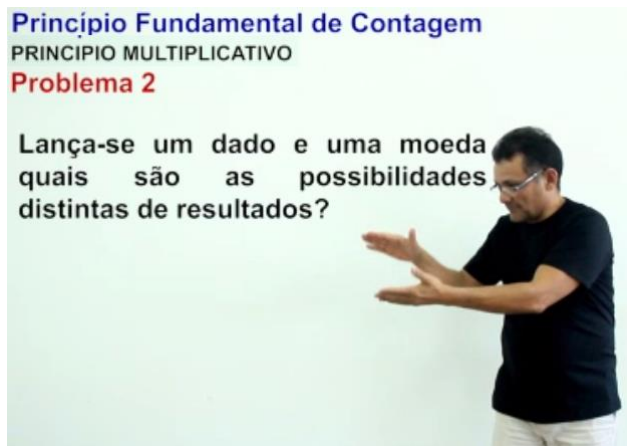 Princípio Fundamental de Contagem
PRINCIPIO MULTIPLICATIVO
Problema 2
Lança-se um dado e uma moeda
quais são as possibilidades
distintas de resultados?